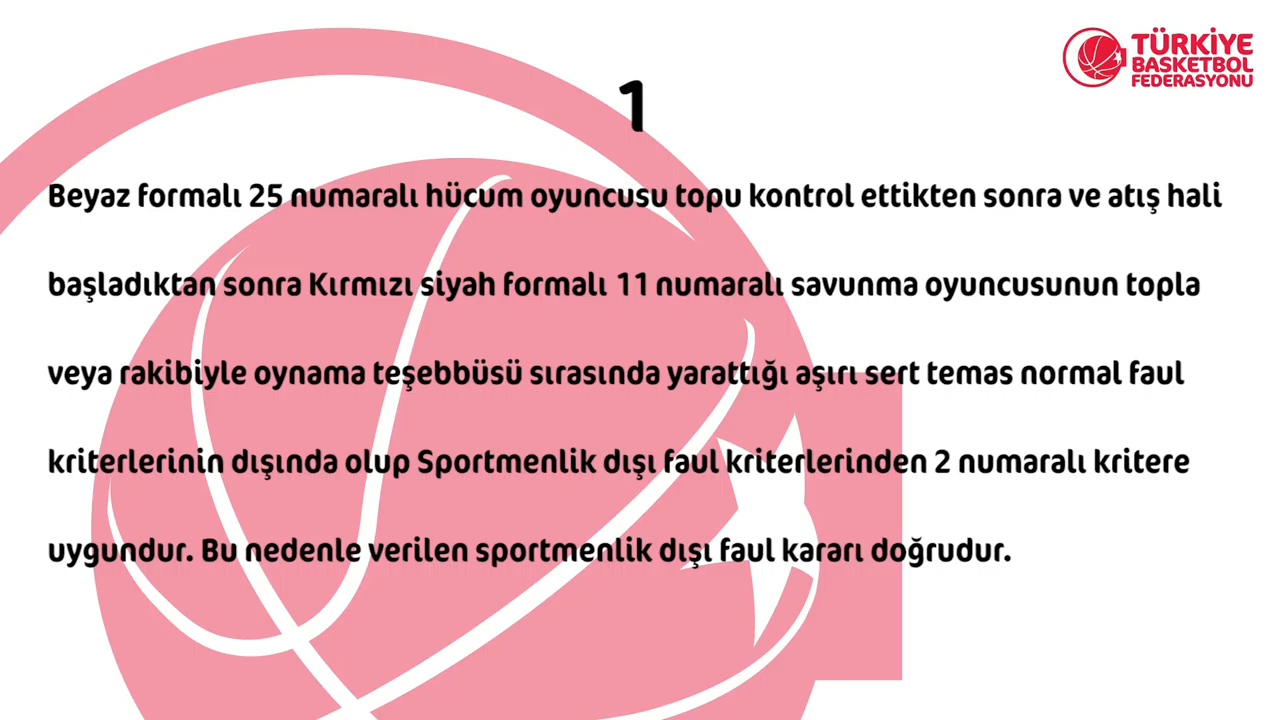 TÜRKİYE
BASKETBOL
FEDERASYONU
1
Beyaz formalı 25 numaralı hücum oyuncusu topu kontrol ettikten sonra ve atış hali
başladıktan sonra Kırmızı siyah formalı 11 numaralı savunma oyuncusunun topla
veya rakibiyle oynama teşebbüsü sırasında yarattığı aşırı sert temas normal faul
kriterlerinin dışında olup Sportmenlik dışı faul kriterlerinden 2 numaralı kritere
uygundur. Bu nedenle verilen sportmenlik dışı faul kararı doğrudur.